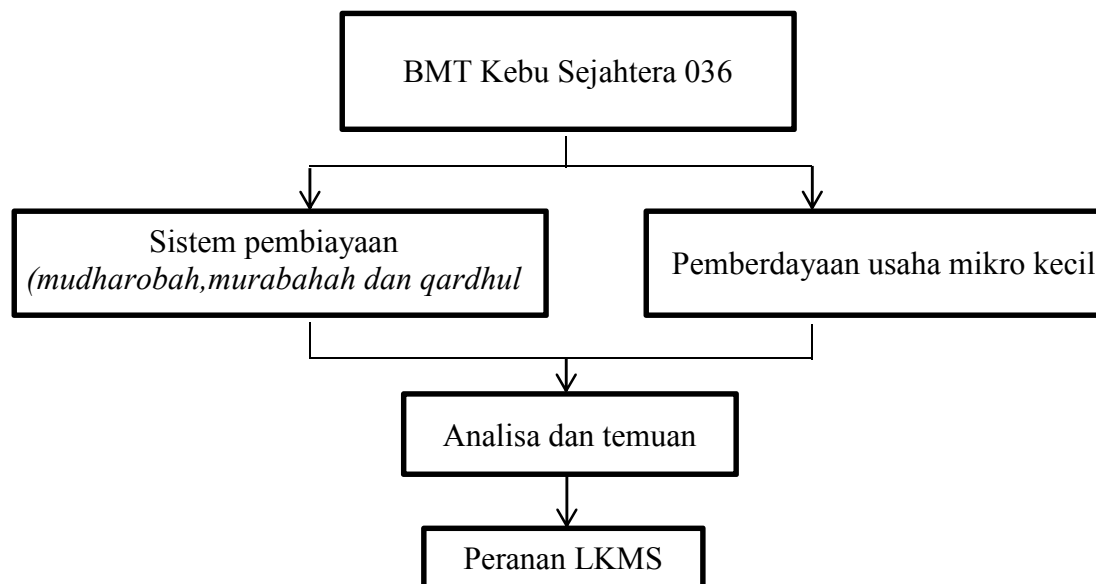 BMT Kebu Sejahtera 036
Sistem pembiayaan
(mudharobah,murabahah dan qardhul
Pemberdayaan usaha mikro kecil
Analisa dan temuan
Peranan LKMS